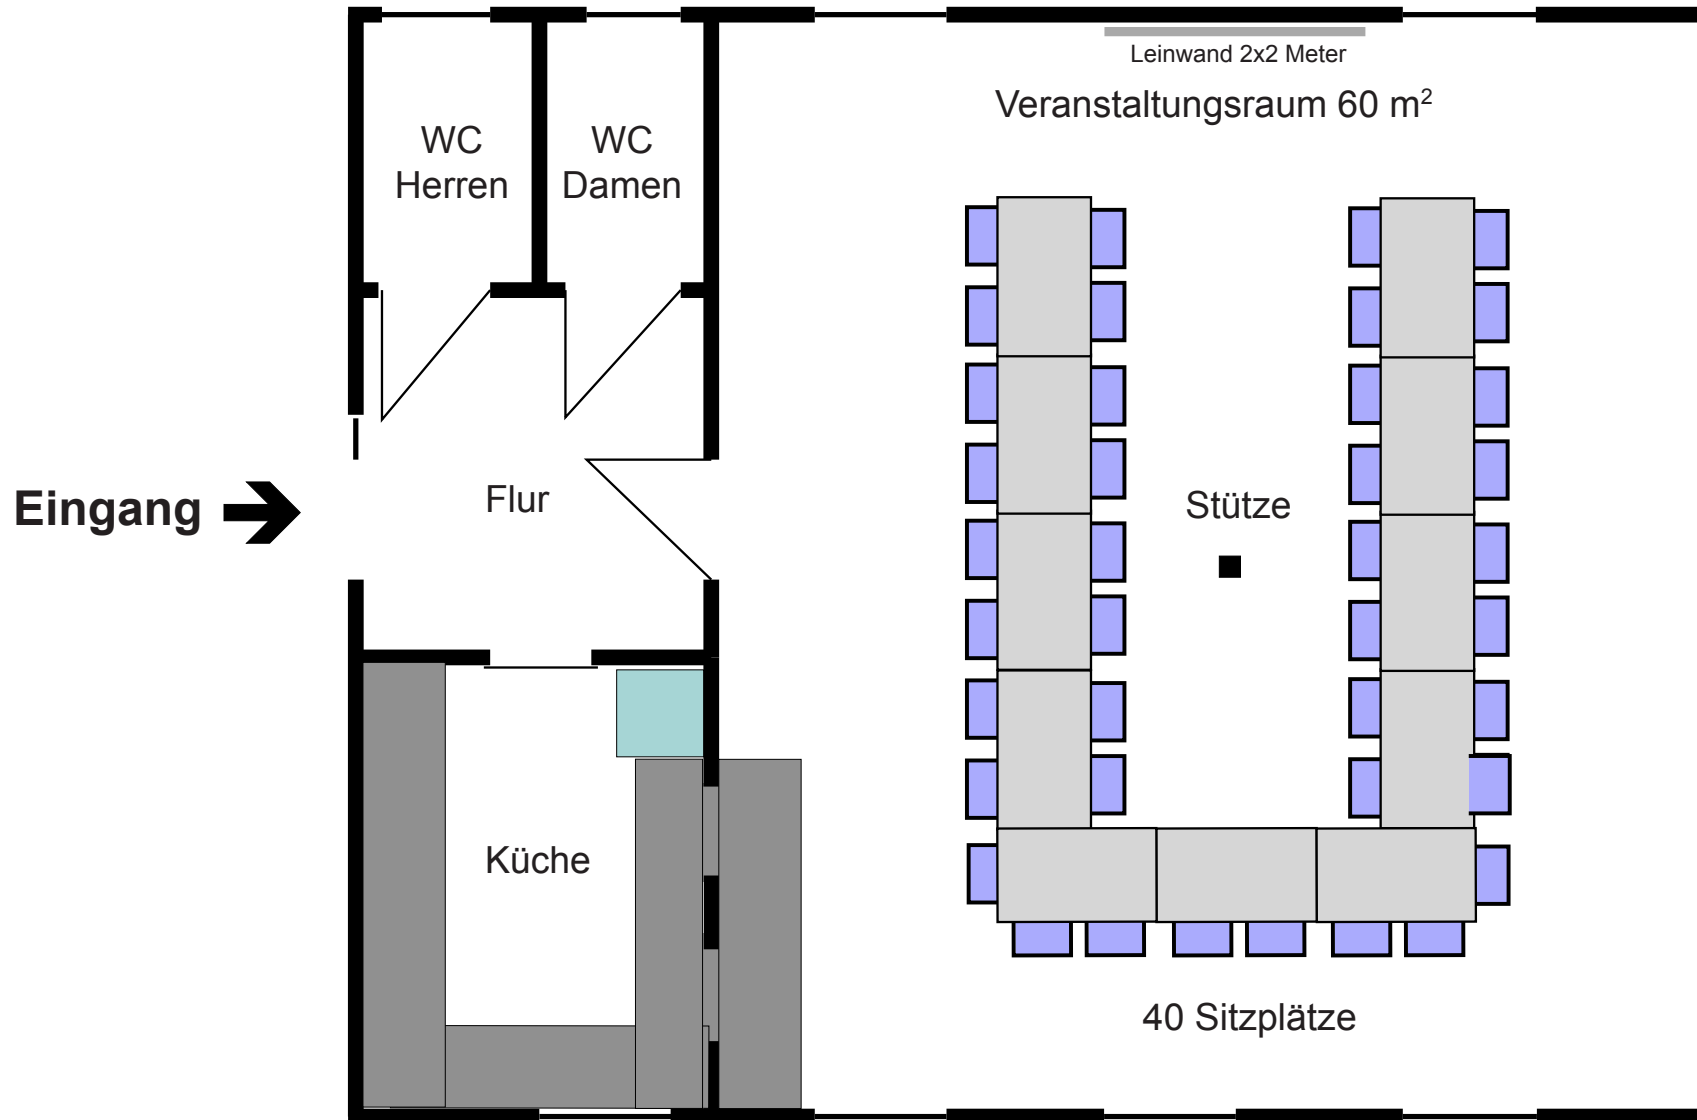 Leinwand 2x2 Meter
Veranstaltungsraum 60 m²
WC
Herren
WC
Damen
Eingang
Flur
Stütze
Küche
40 Sitzplätze